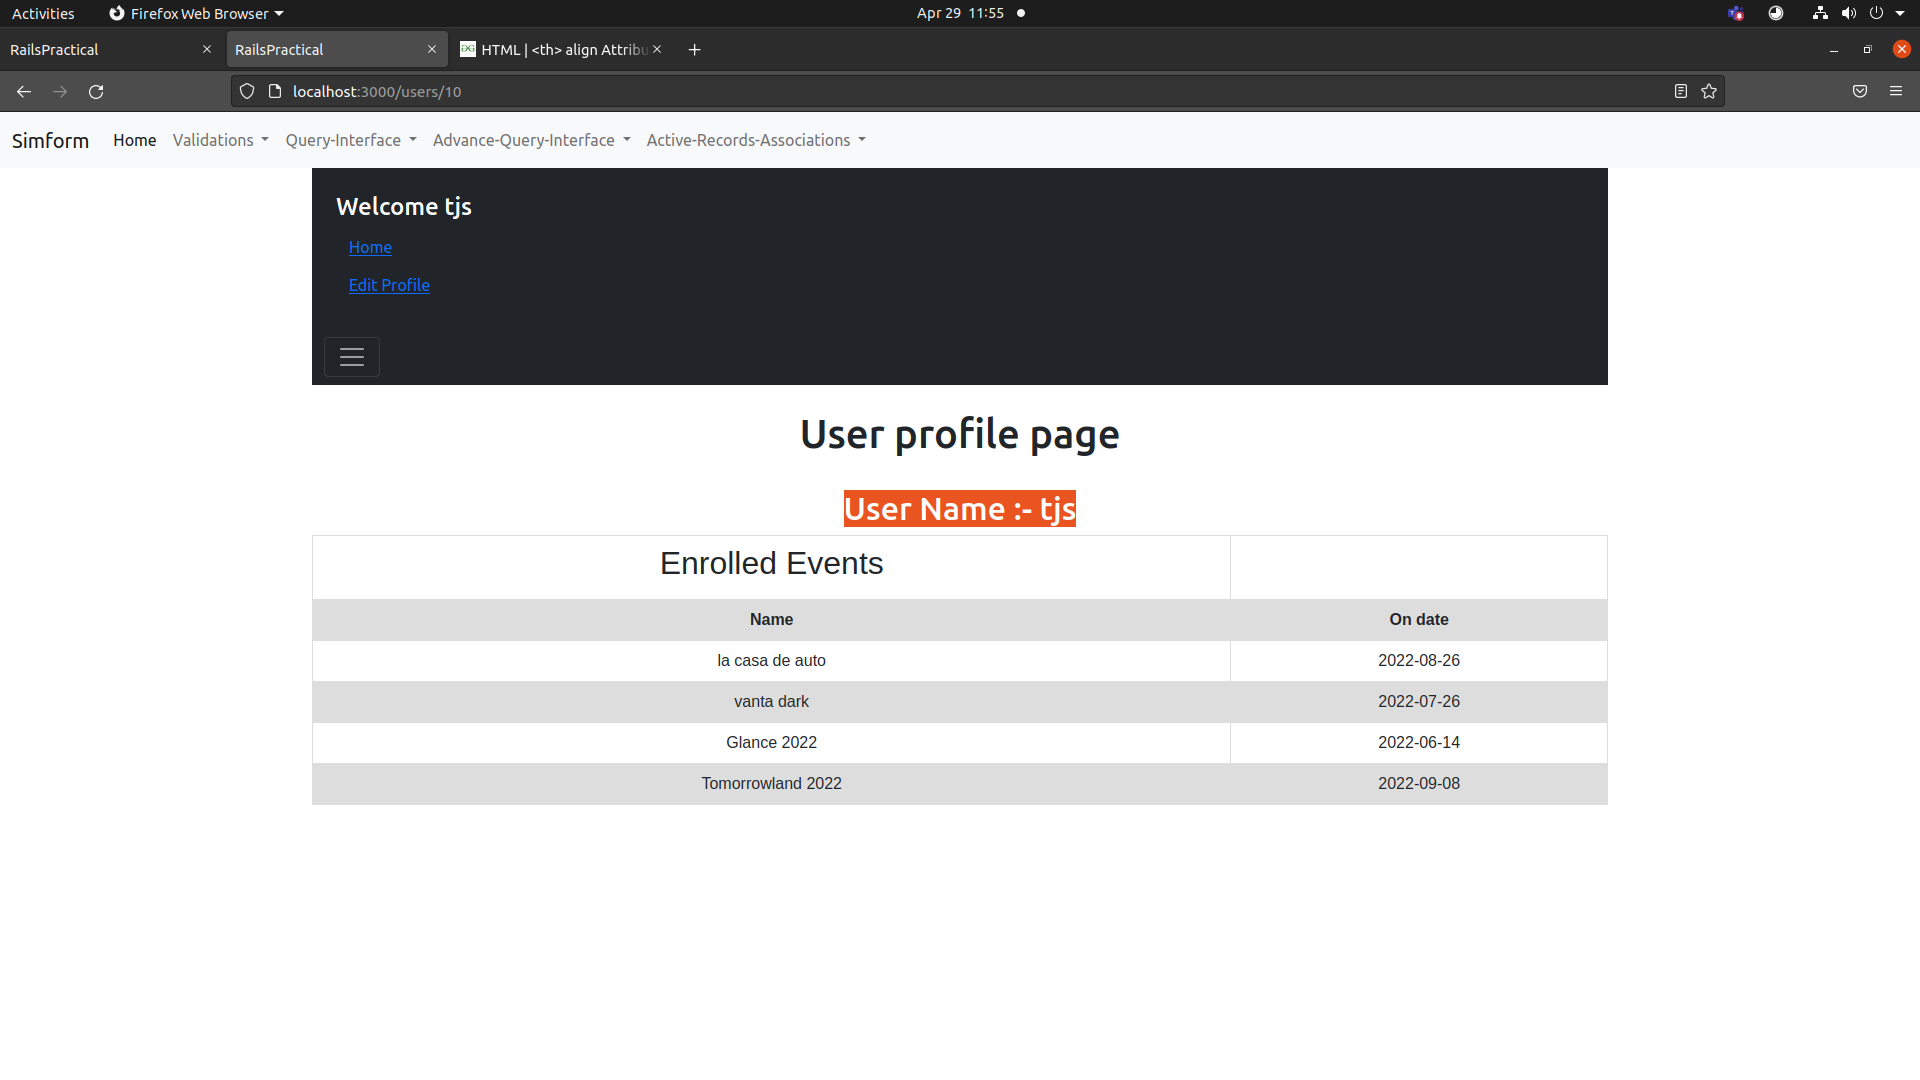 Activities Firefox Web Browser Apr 29 11:55
RailsPractical RailsPractical HTML | <th> align Attribu
localhost:3000/users/10
Simform Home Validations Query-Interface Advance-Query-Interface Active-Records-Associations
Welcome tjs
Home
Edit Profile
User profile page
User Name :- tjs
Enrolled Events
Name On date
la casa de auto 2022-08-26
vanta dark 2022-07-26
Glance 2022 2022-06-14
Tomorrowland 2022 2022-09-08